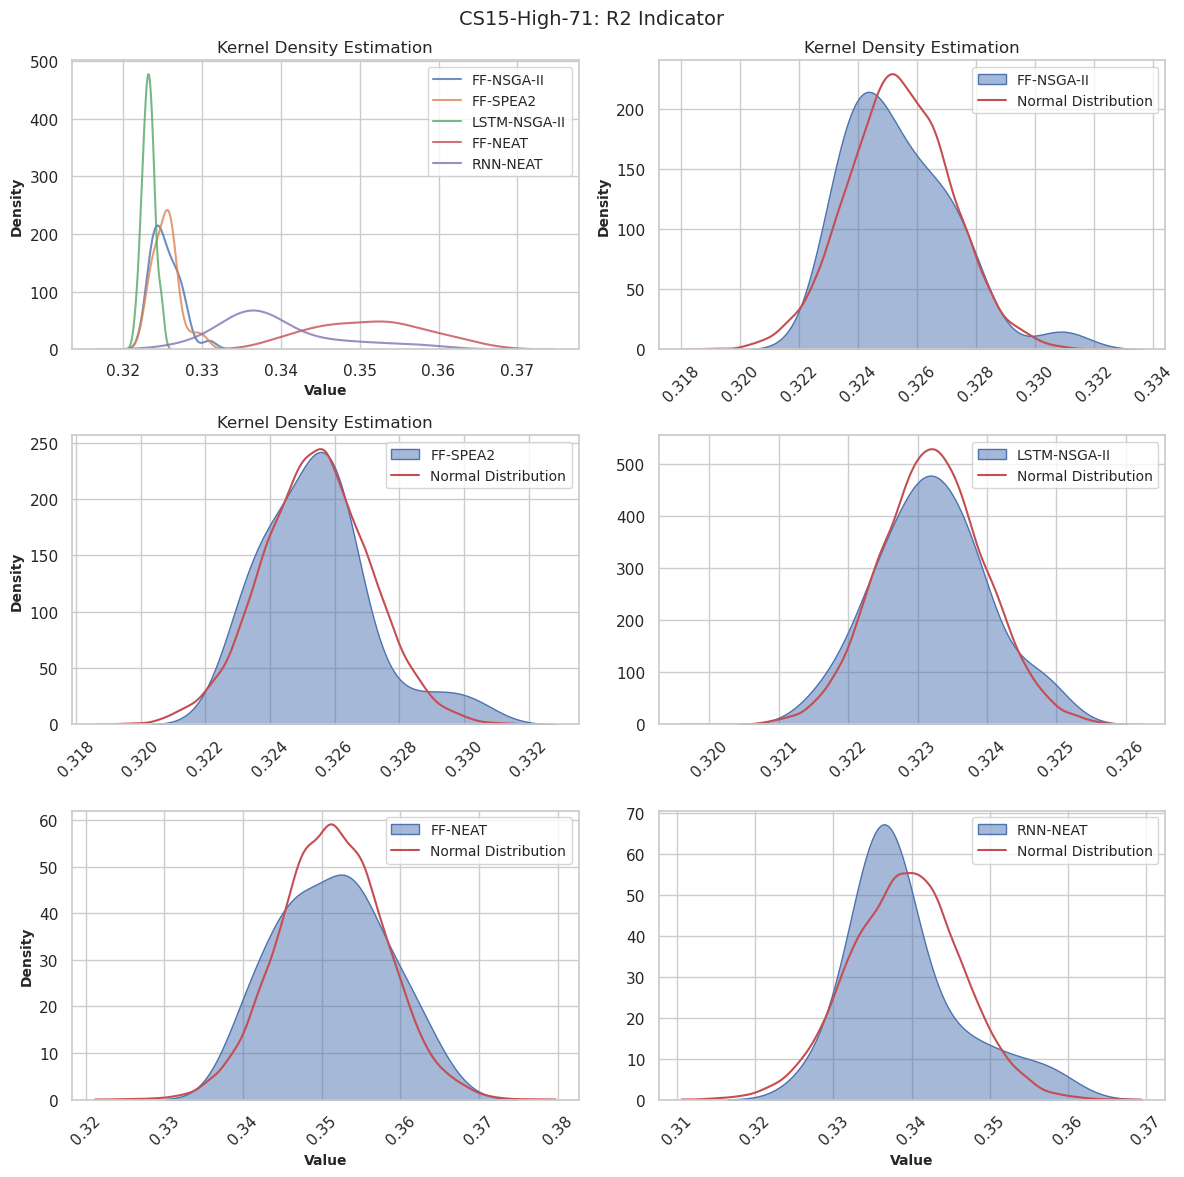 CS15-High-71: R2 Indicator
Kernel Density Estimation
Density
500
400
300
200
100
0
0.32 0.33 0.34 0.35 0.36 0.37
Value
FF-NSGA-II
FF-SPEA2
LSTM-NSGA-II
FF-NEAT
RNN-NEAT
Kernel Density Estimation
Density
200
150
100
50
0
0.318 0.320 0.322 0.324 0.326 0.328 0.330 0.332 0.334
FF-NSGA-II
Normal Distribution
Kernel Density Estimation
Density
250
200
150
100
50
0
0.318 0.320 0.322 0.324 0.326 0.328 0.330 0.332
FF-SPEA2
Normal Distribution
500
400
300
200
100
0
0.320 0.321 0.322 0.323 0.324 0.325 0.326
LSTM-NSGA-II
Normal Distribution
Density
60
50
40
30
20
10
0
0.32 0.33 0.34 0.35 0.36 0.37 0.38
Value
FF-NEAT
Normal Distribution
70
60
50
40
30
20
10
0
0.31 0.32 0.33 0.34 0.35 0.36 0.37
Value
RNN-NEAT
Normal Distribution